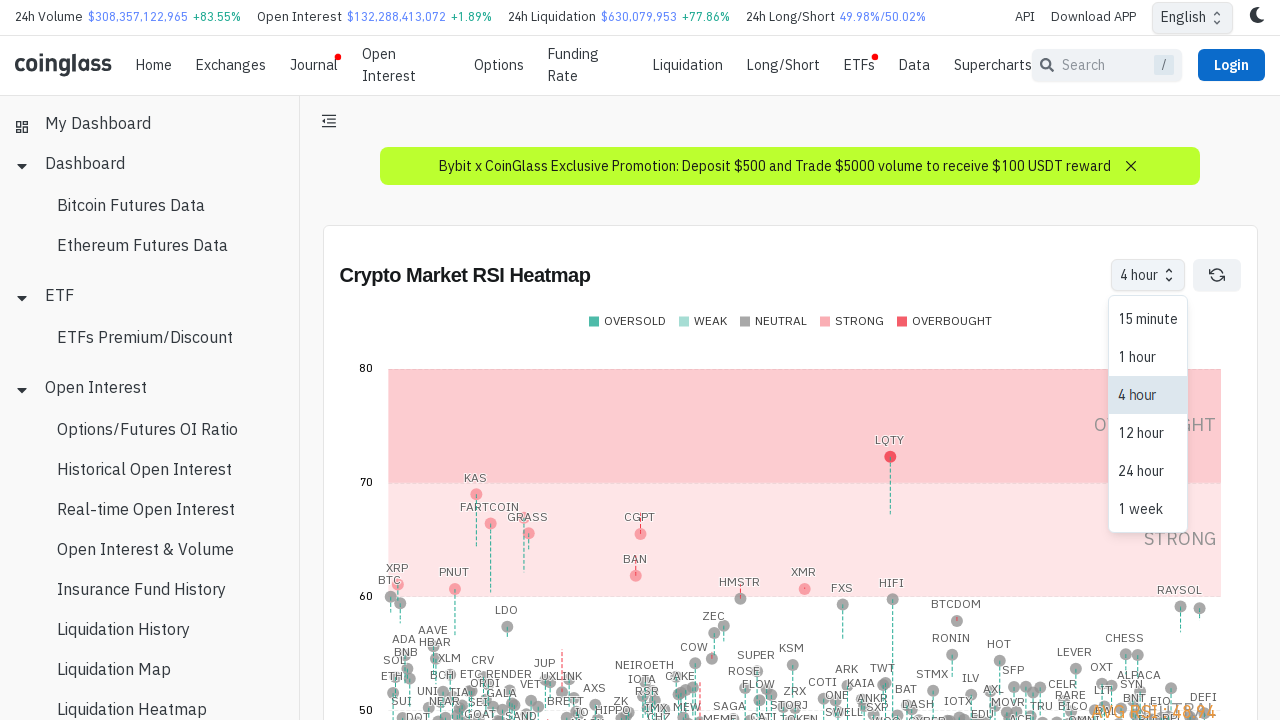 24h Volume $308,357,122,965 +83.55% Open Interest $132,288,413,072 +1.89% 24h Liquidation $630,079,953 +77.86% 24h Long/Short 49.98%/50.02% API Download APP English
coinglass Home Exchanges Journal Open Interest Options Funding Rate Liquidation Long/Short ETFs Data Supercharts Search / Login
My Dashboard
Dashboard
Bitcoin Futures Data
Ethereum Futures Data
ETF
ETFs Premium/Discount
Open Interest
Options/Futures OI Ratio
Historical Open Interest
Real-time Open Interest
Open Interest & Volume
Insurance Fund History
Liquidation History
Liquidation Map
Liquidation Heatmap
Bybit x CoinGlass Exclusive Promotion: Deposit $500 and Trade $5000 volume to receive $100 USDT reward
Crypto Market RSI Heatmap
4 hour
15 minute
1 hour
4 hour
12 hour
24 hour
1 week
OVERSOLD WEAK NEUTRAL STRONG OVERBOUGHT
80
LQTY
70
KAS
FARTCOIN
GRASS CGPT
STRONG
BAN
XRP PNUT XMR
BTC HMSTR FXS HIFI RAYSOL
60
LDO BTCDOM
ZEC
AAVE
ADA HBAR RONIN CHESS
BNB COW KSM HOT LEVER
SOL XLM CRV JUP NEIROETH SUPER ARK TWT SFP OXT
ETH BCH ETC RENDER UXLINK IOTA CAKE ROSE STMX ILV ALFACA
ORDI VET AXS RSR FLOW ZRX COTI KAIA BAT AXL CELR LIT SYN
UNI TIA GALA BRETT ZK ONE ANKR IOTX RARE BNT DEFI
SUI NEAR SEI HIPPO IMX MEW SAGA STORJ SXP DASH MOVR TRU BICO FIO
50
DOT SAND IO CHZ MEME CATI TOKEN SWELL EDU ACE
NEUTRAL